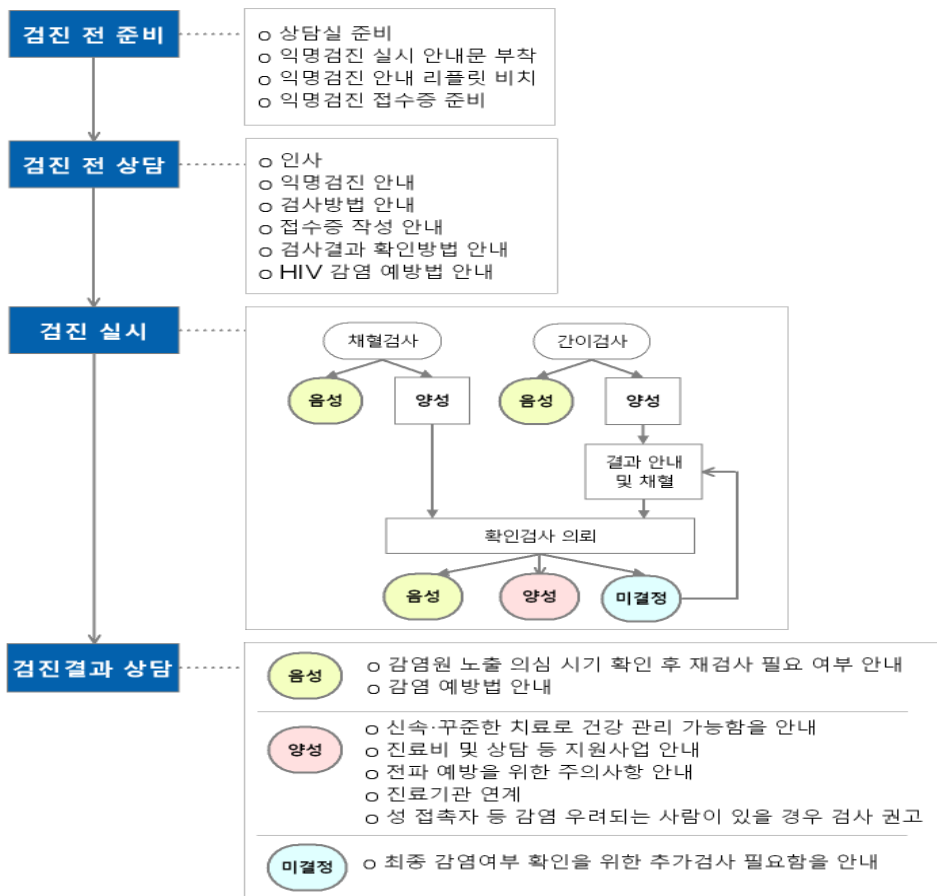 검진 전 준비
o 상담실 준비
o 익명검진 실시 안내문 부착
o 익명검진 안내 리플릿 비치
o 익명검진 접수증 준비
검진 전 상담
o 인사
o 익명검진 안내
o 검사방법 안내
o 접수증 작성 안내
o 검사결과 확인방법 안내
o HIV 감염 예방법 안내
검진 실시
채혈검사
간이검사
음성
양성
음성
양성
결과 안내
및 채혈
확인검사 의뢰
음성
양성
미결정
검진결과 상담
음성
o 감염원 노출 의심 시기 확인 후 재검사 필요 여부 안내
o 감염 예방법 안내
양성
o 신속·꾸준한 치료로 건강 관리 가능함을 안내
o 진료비 및 상담 등 지원사업 안내
o 전파 예방을 위한 주의사항 안내
o 진료기관 연계
o 성 접촉자 등 감염 우려되는 사람이 있을 경우 검사 권고
미결정
o 최종 감염여부 확인을 위한 추가검사 필요함을 안내